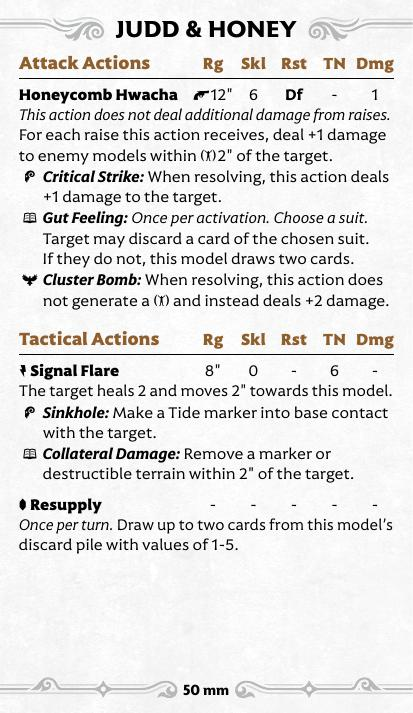 JUDD & HONEY
Attack Actions Rg Skl Rst TN Dmg
Honeycomb Hwacha 12" 6 Df - 1
This action does not deal additional damage from raises.
For each raise this action receives, deal +1 damage
to enemy models within 2" of the target.
Critical Strike: When resolving, this action deals
+1 damage to the target.
Gut Feeling: Once per activation. Choose a suit.
Target may discard a card of the chosen suit.
If they do not, this model draws two cards.
Cluster Bomb: When resolving, this action does
not generate a and instead deals +2 damage.
Tactical Actions Rg Skl Rst TN Dmg
Signal Flare 8" 0 - 6 -
The target heals 2 and moves 2" towards this model.
Sinkhole: Make a Tide marker into base contact
with the target.
Collateral Damage: Remove a marker or
destructible terrain within 2" of the target.
Resupply - - - - -
Once per turn. Draw up to two cards from this model's
discard pile with values of 1-5.
50 mm